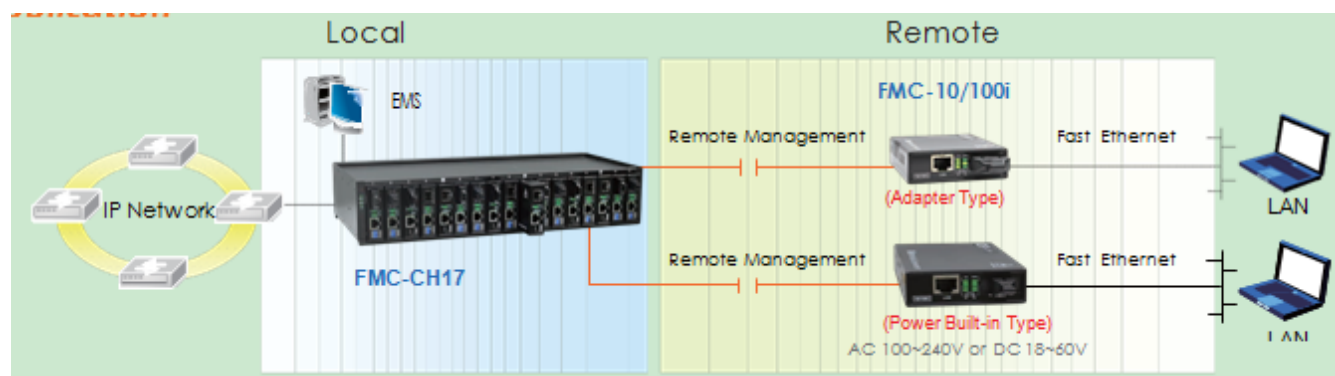 Local
Remote
EMS
FMC-10/100i
Remote Management
Fast Ethernet
IP Network
(Adapter Type)
LAN
FMC-CH17
Remote Management
Fast Ethernet
(Power Built-in Type)
LAN
AC 100~240V or DC 18~60V